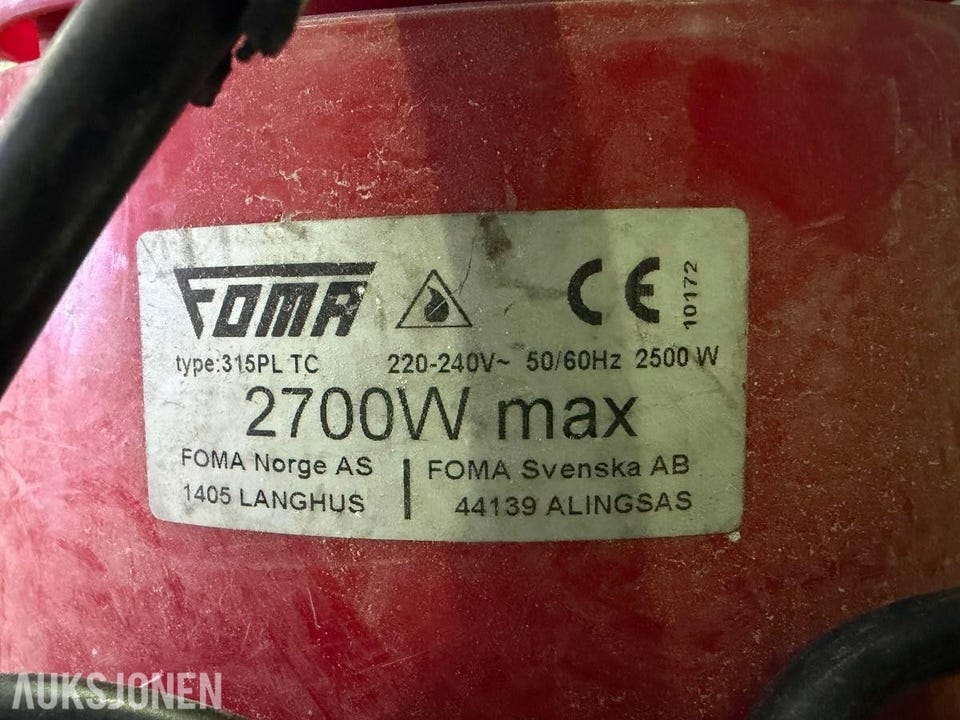 FOMA
CE
10172
type:315PL TC 220-240V~ 50/60Hz 2500 W
2700W max
FOMA Norge AS
1405 LANGHUS
FOMA Svenska AB
44139 ALINGSAS
AUKSJONEN